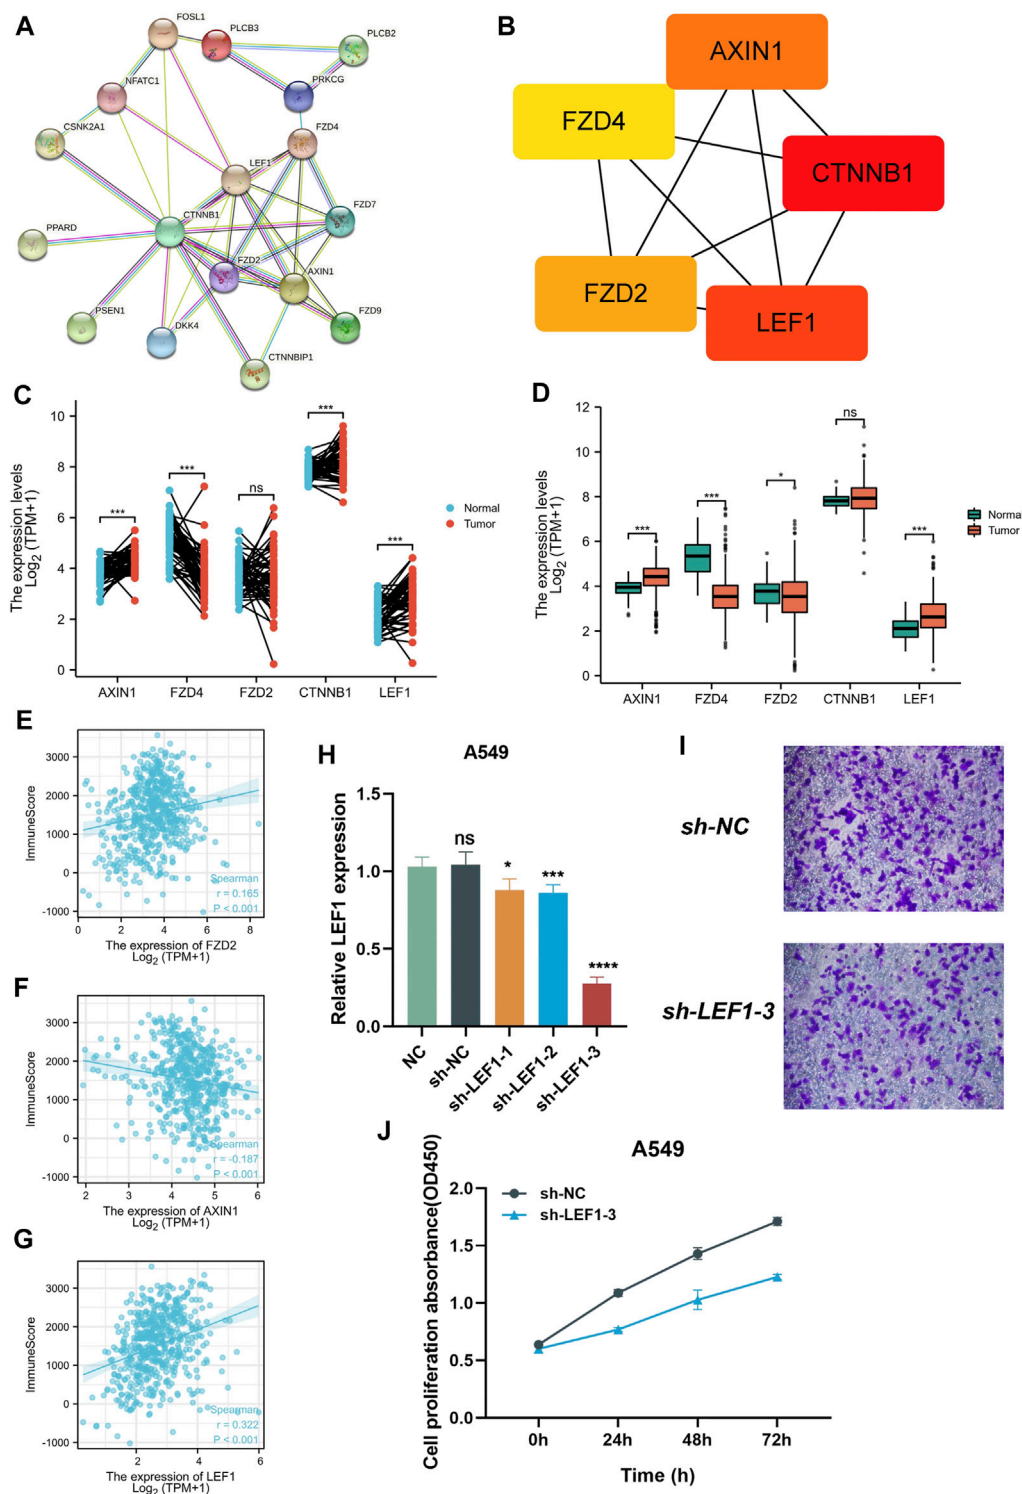 A
FOSL1
PLCB3
PLCB2
NFATC1
PRKCG
CSNK2A1
FZD4
LEF1
CTNNB1
FZD7
PPARD
FZD2
AXIN1
PSEN1
DKK4
FZD9
CTNNBIP1
B
AXIN1
FZD4
CTNNB1
FZD2
LEF1
C
The expression levels
Log2 (TPM+1)
10
8
6
4
2
0
***
***
ns
***
***
Normal
Tumor
AXIN1
FZD4
FZD2
CTNNB1
LEF1
D
The expression levels
Log2 (TPM+1)
12
10
8
6
4
2
0
***
***
*
ns
***
Normal
Tumor
AXIN1
FZD4
FZD2
CTNNB1
LEF1
E
ImmuneScore
3000
2000
1000
0
-1000
Spearman
r = 0.165
P < 0.001
0 2 4 6 8
The expression of FZD2
Log2 (TPM+1)
F
ImmuneScore
3000
2000
1000
0
-1000
Spearman
r = -0.187
P < 0.001
2 3 4 5 6
The expression of AXIN1
Log2 (TPM+1)
G
ImmuneScore
3000
2000
1000
0
-1000
Spearman
r = 0.322
P < 0.001
2 4 6
The expression of LEF1
Log2 (TPM+1)
H
A549
Relative LEF1 expression
1.5
1.0
0.5
0.0
ns
*
***
****
NC
sh-NC
sh-LEF1-1
sh-LEF1-2
sh-LEF1-3
I
sh-NC
sh-LEF1-3
J
A549
Cell proliferation absorbance(OD450)
2.0
1.5
1.0
0.5
0.0
sh-NC
sh-LEF1-3
0h 24h 48h 72h
Time (h)